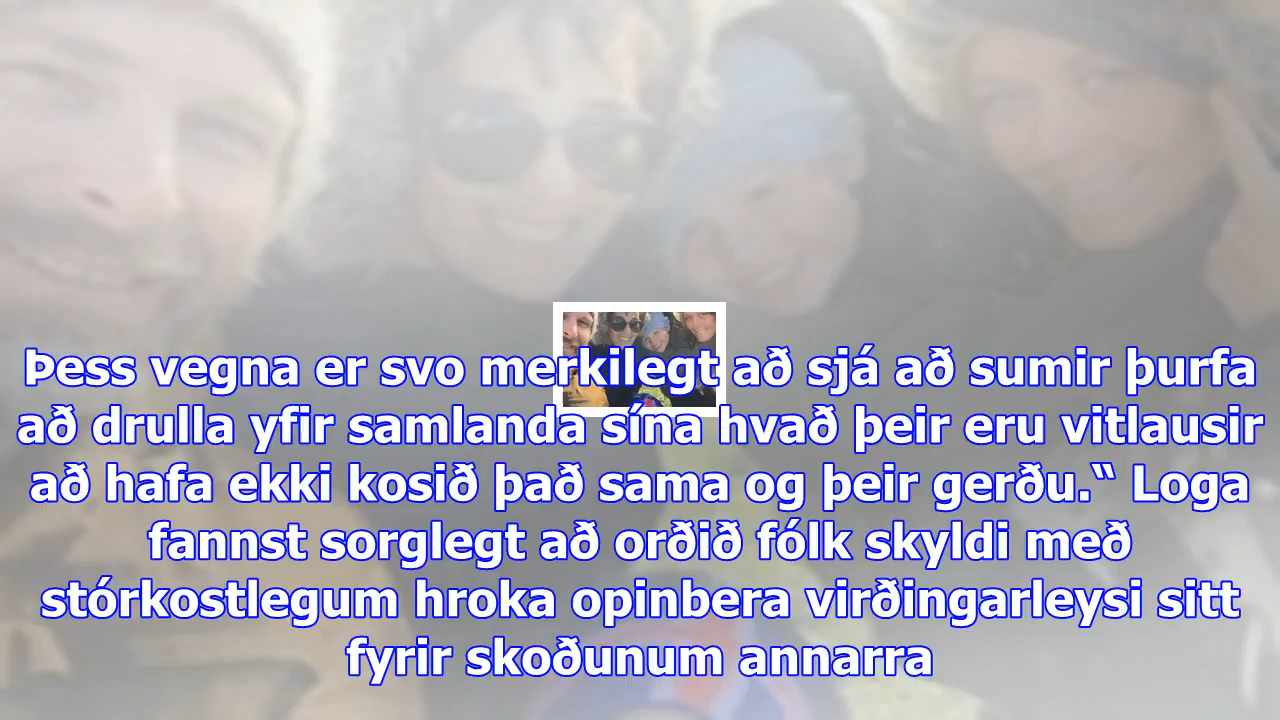 Þess vegna er svo merkilegt að sjá að sumir þurfa
að drulla yfir samlanda sína hvað þeir eru vitlausir
að hafa ekki kosið það sama og þeir gerðu.“ Loga
fannst sorglegt að orðið fólk skyldi með
stórkostlegum hroka opinbera virðingarleysi sitt
fyrir skoðunum annarra